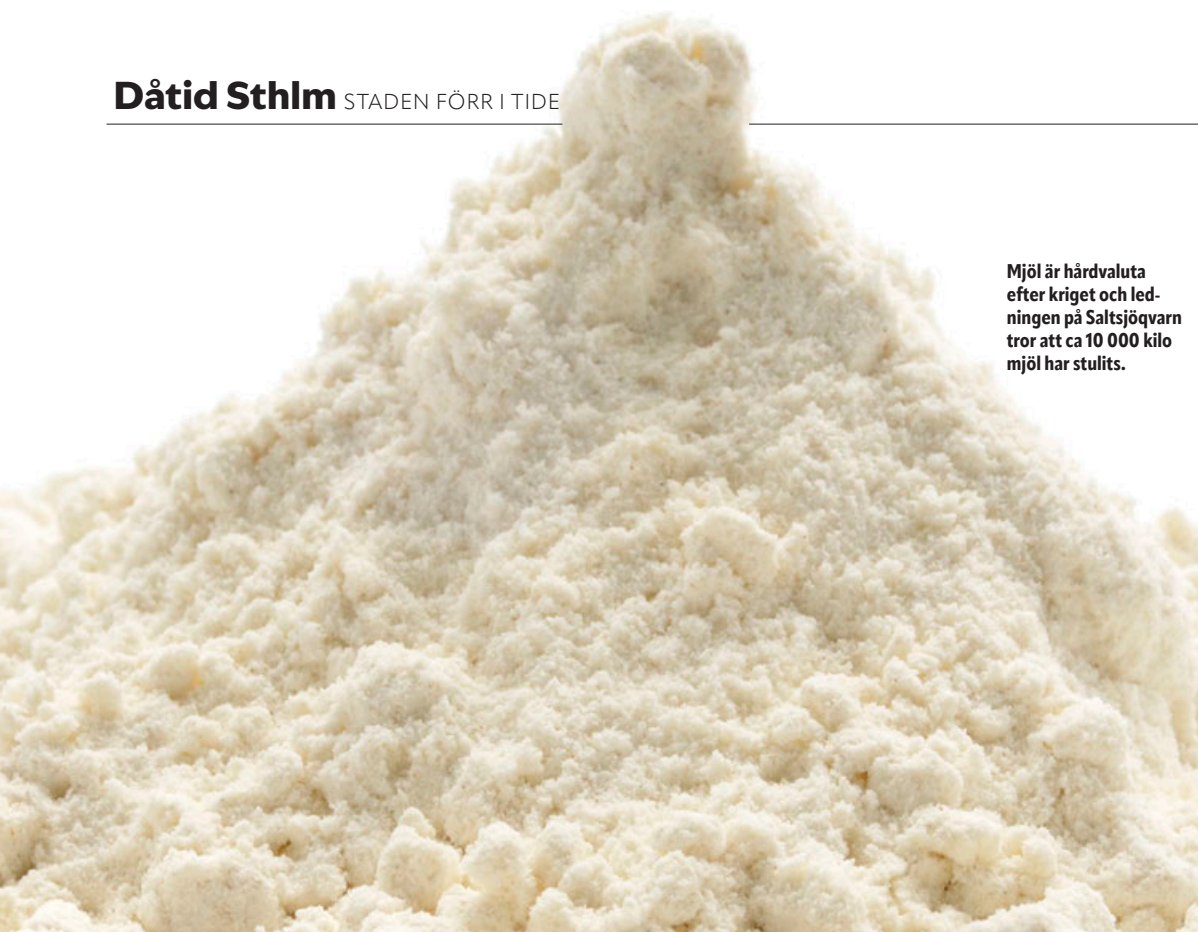 Dåtid Sthlm STADEN FÖRR I TIDE
Mjöl är hårdvaluta
efter kriget och led-
ningen på Saltsjöqvarn
tror att ca 10 000 kilo
mjöl har stulits.